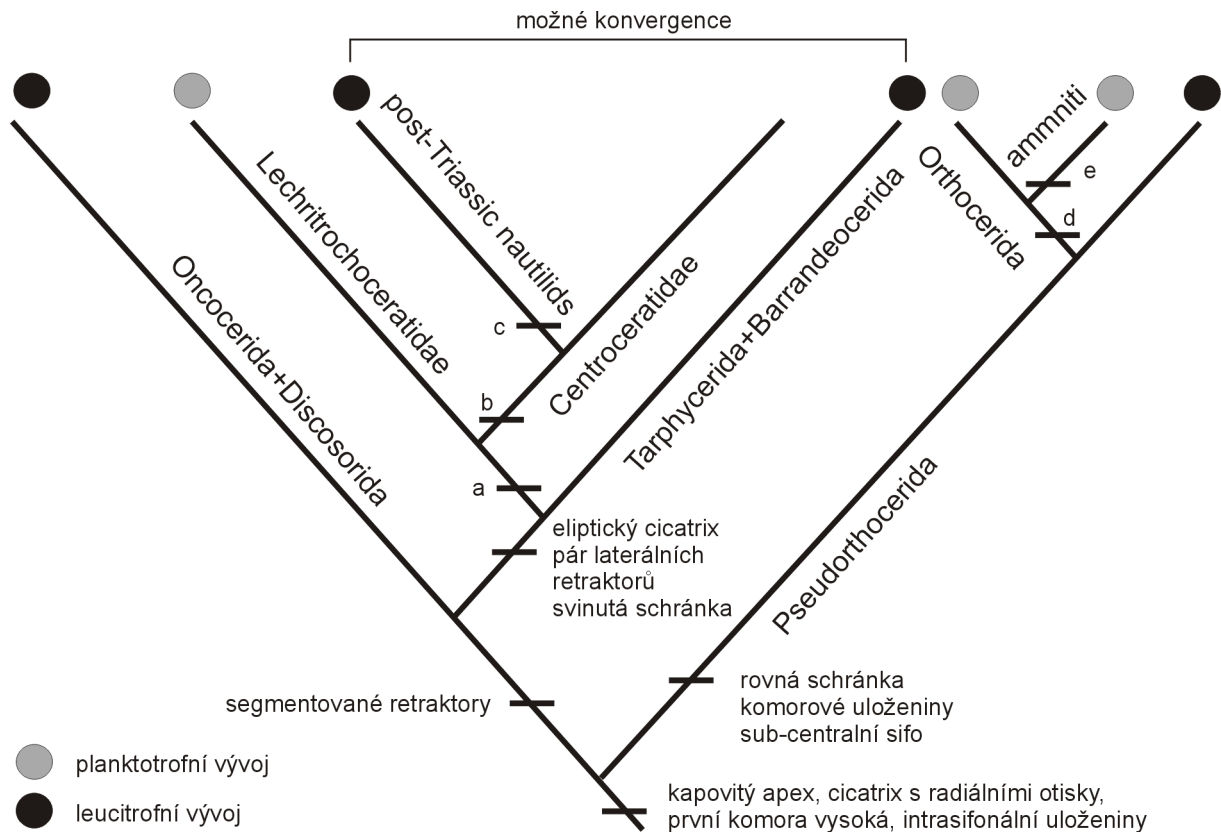 možné konvergence
post-Triassic nautilids
ammniti
Lechritrochoceratidae
Orthocerida
e
d
Oncocerida+Discosorida
c
Centroceratidae
Tarphycerida+Barrandeocerida
b
a
eliptický cicatrix
pár laterálních
retraktorů
svinutá schránka
Pseudorthocerida
segmentované retraktory
rovná schránka
komorové uloženiny
sub-centralní sifo
planktotrofní vývoj
leucitrofní vývoj
kapovitý apex, cicatrix s radiálními otisky,
první komora vysoká, intrasifonální uloženiny